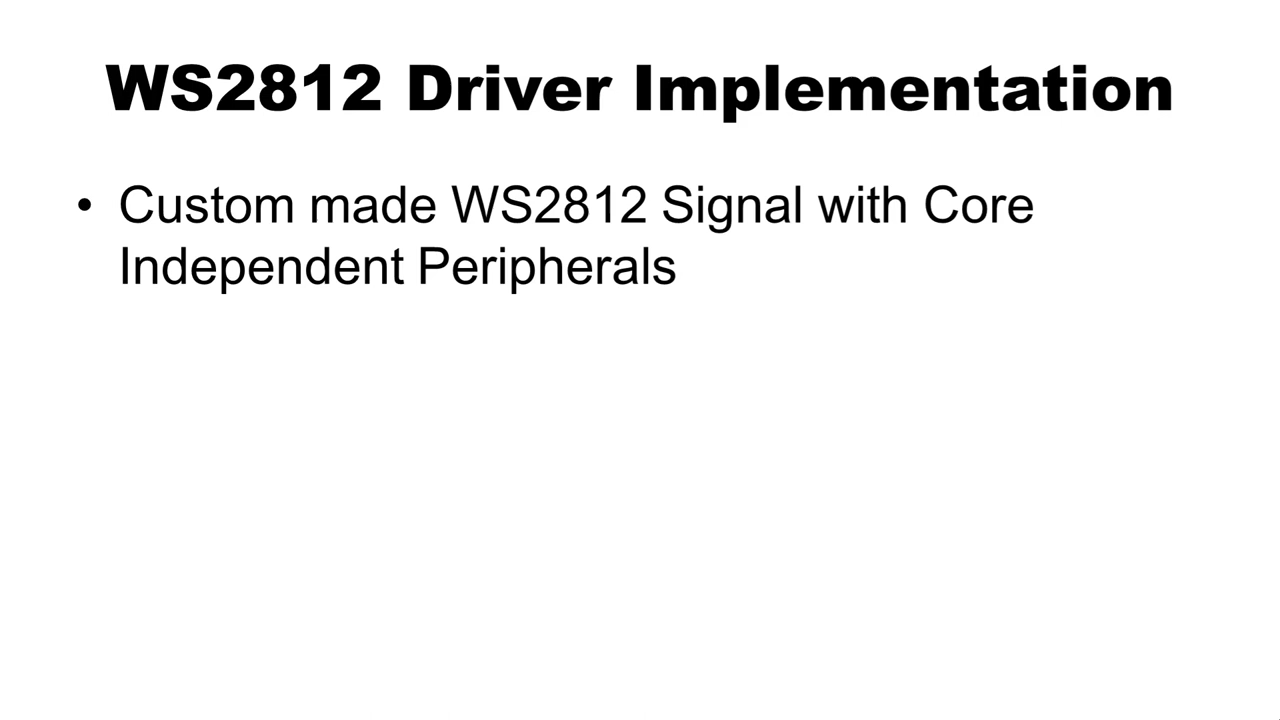 WS2812 Driver Implementation
• Custom made WS2812 Signal with Core
Independent Peripherals